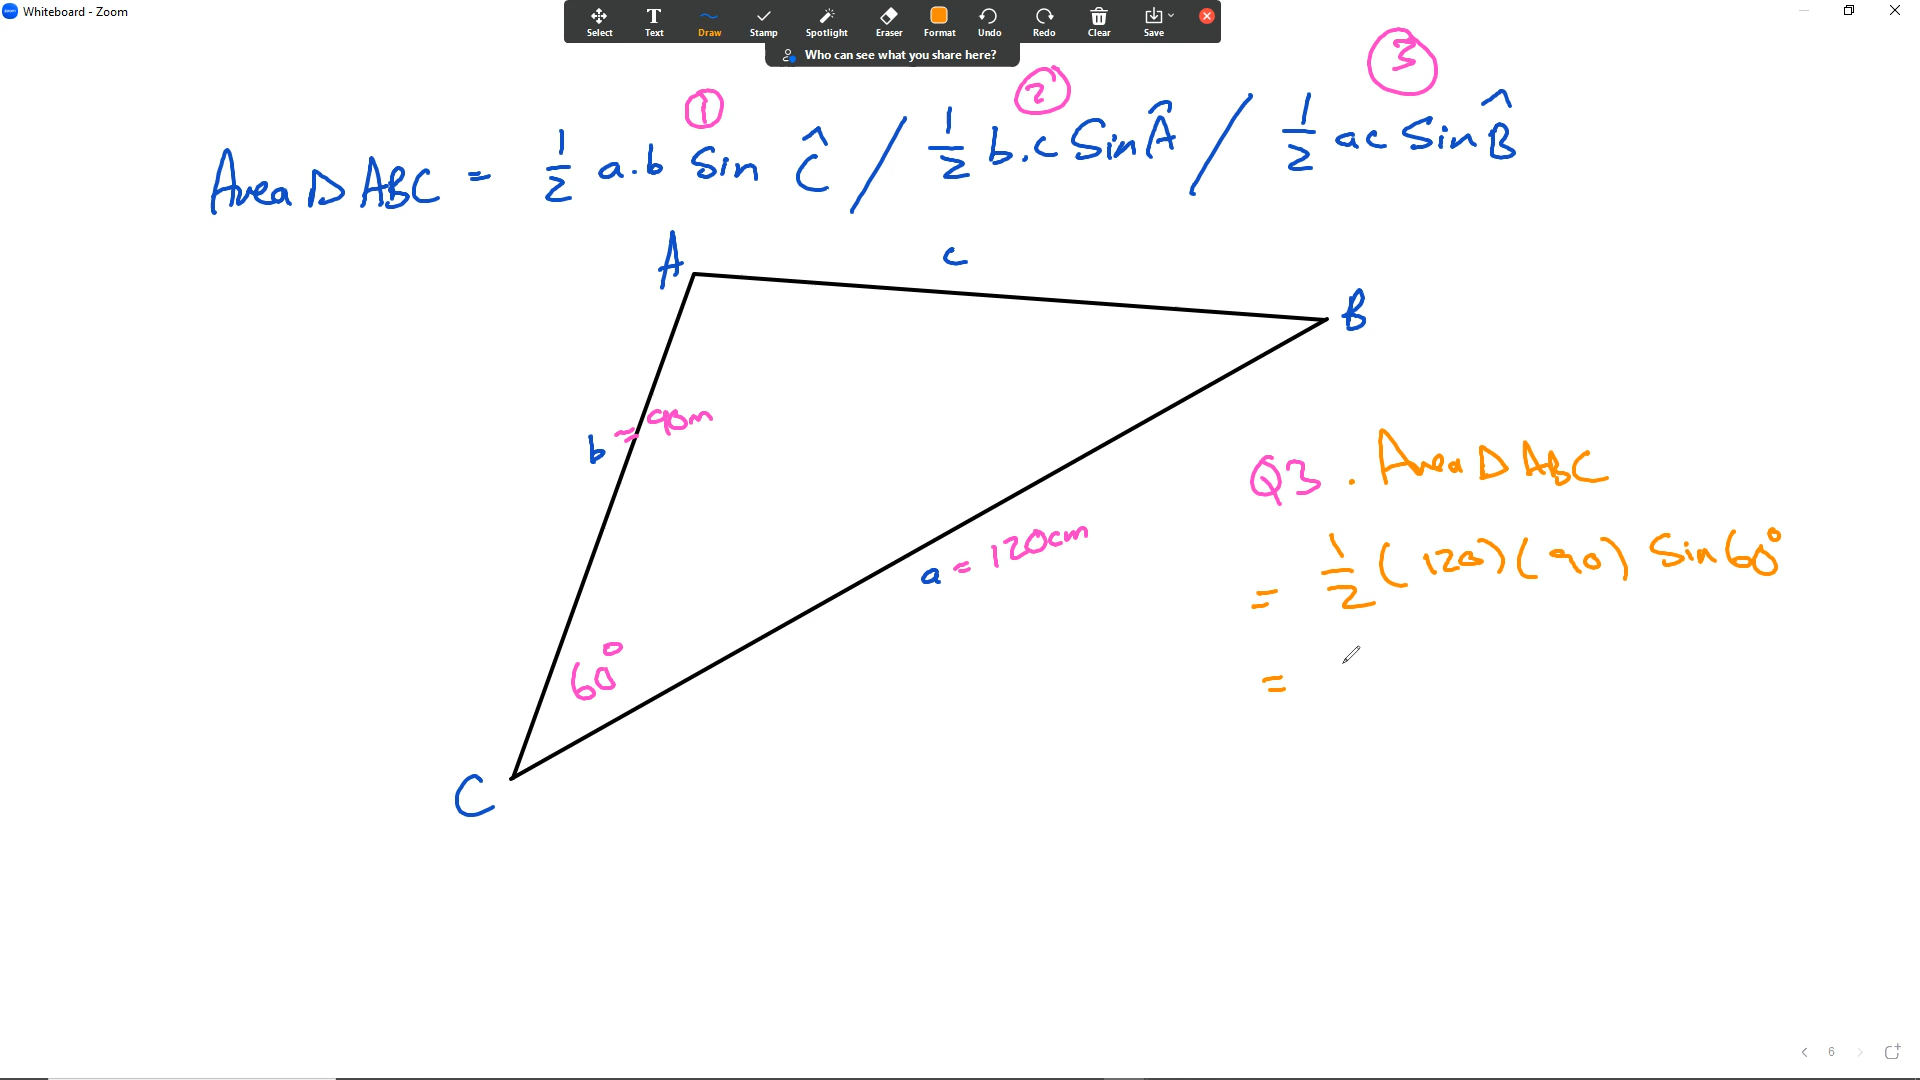 Whiteboard - Zoom
Select Text Draw Stamp Spotlight Eraser Format Undo Redo Clear Save
Who can see what you share here?
① ② ③
Area Δ ABC = 1/2 a.b Sin Ĉ / 1/2 b.c Sin Â / 1/2 ac Sin B̂
A
c
B
b = 90m
a = 120cm
60°
C
Q3. Area Δ ABC
= 1/2 (120)(90) Sin 60°
=
6